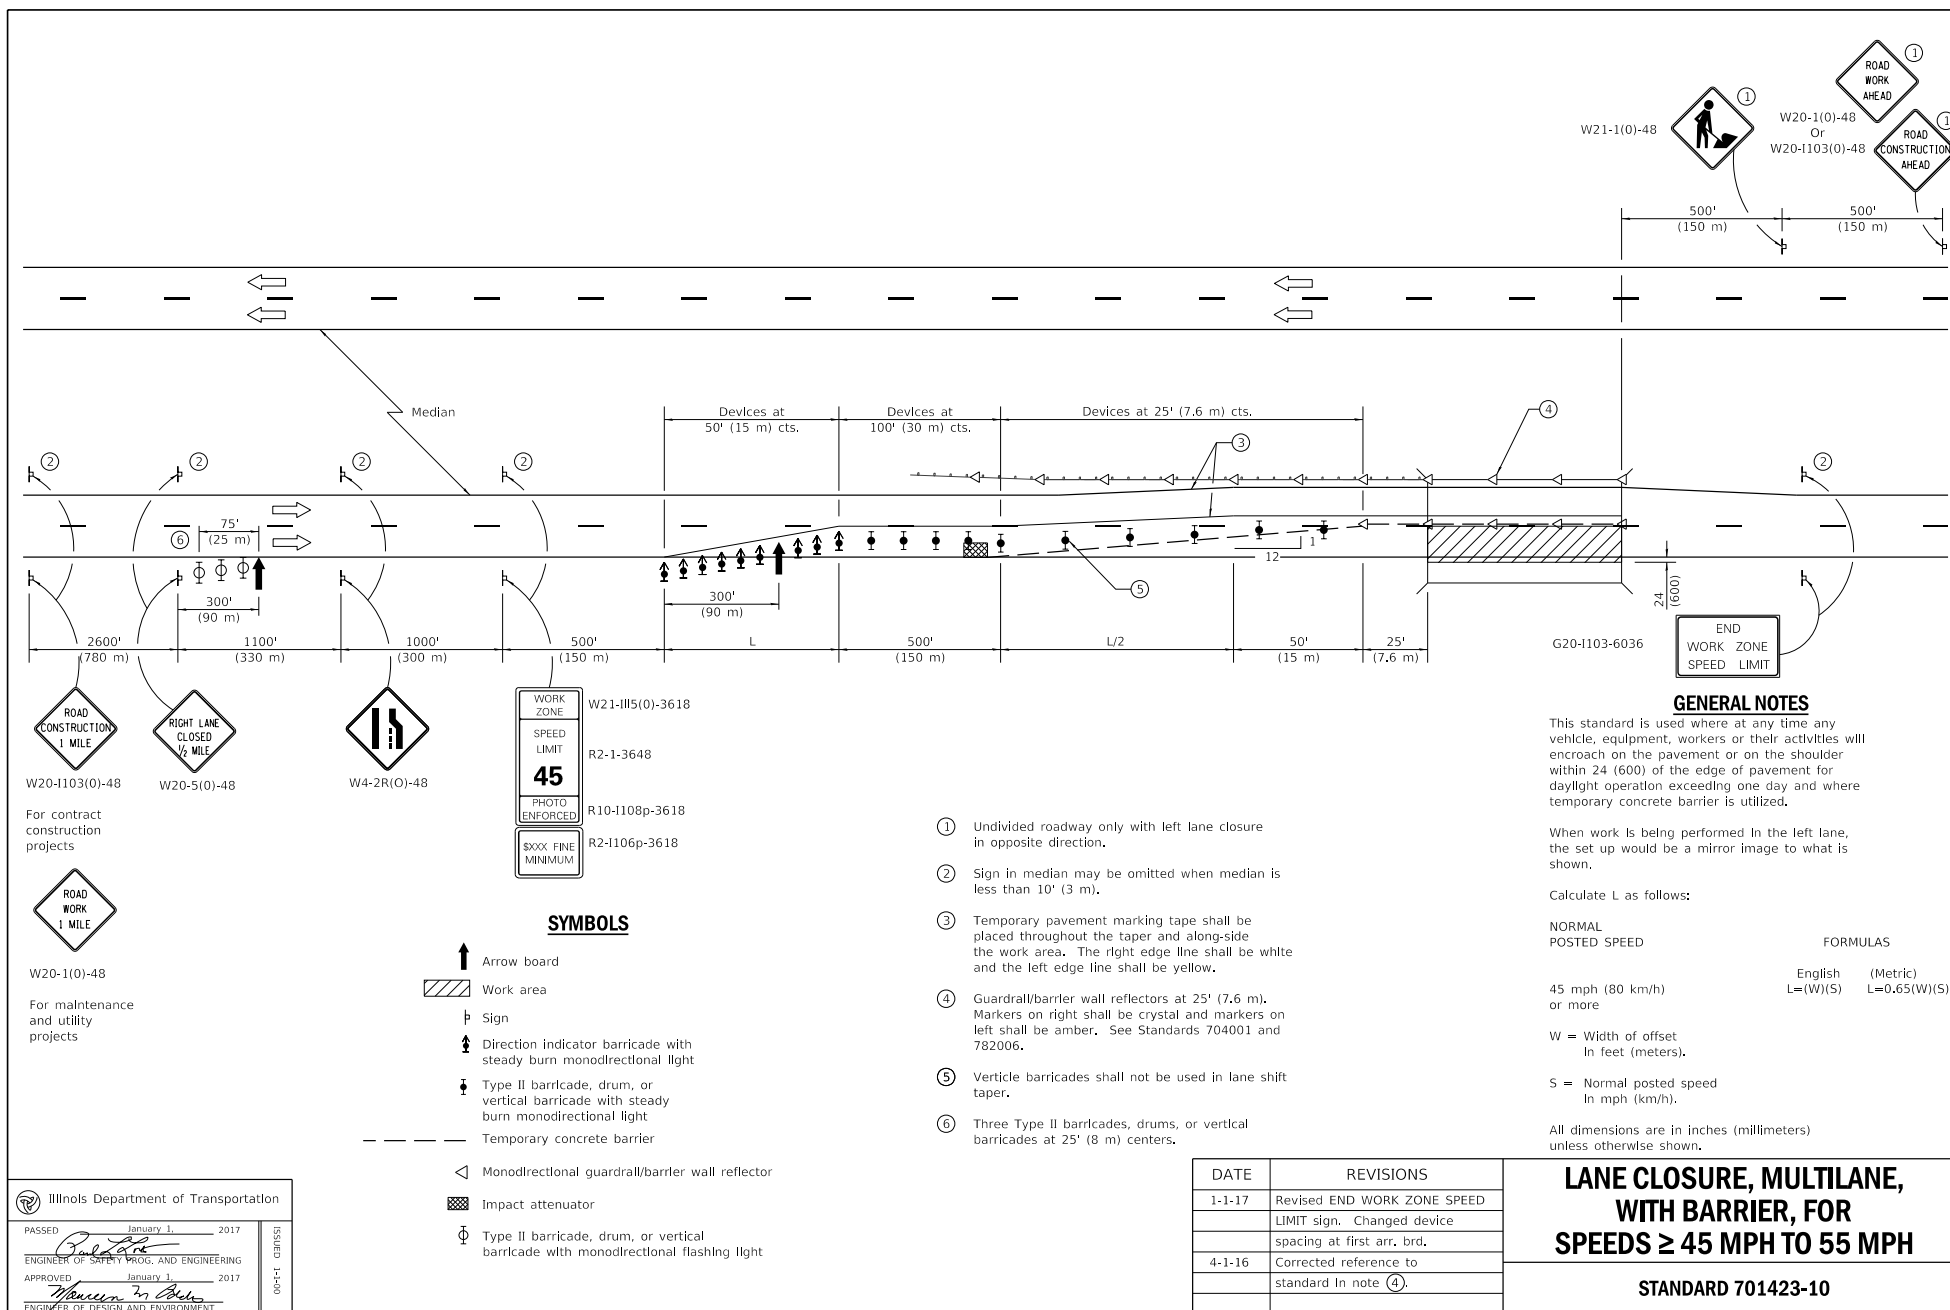 ROAD
WORK
AHEAD
1
1
W21-1(O)-48
W20-1(O)-48
Or
W20-I103(O)-48
1
ROAD
CONSTRUCTION
AHEAD
500'
(150 m)
500'
(150 m)
Median
Devices at
50' (15 m) cts.
Devices at
100' (30 m) cts.
Devices at 25' (7.6 m) cts.
4
3
2
2
2
2
2
6
75'
(25 m)
1
12
5
300'
(90 m)
300'
(90 m)
24
(600)
2600'
(780 m)
1100'
(330 m)
1000'
(300 m)
500'
(150 m)
L
500'
(150 m)
L/2
50'
(15 m)
25'
(7.6 m)
G20-I103-6036
END
WORK ZONE
SPEED LIMIT
ROAD
CONSTRUCTION
1 MILE
W20-I103(O)-48
For contract
construction
projects
RIGHT LANE
CLOSED
1/2 MILE
W20-5(O)-48
W4-2R(O)-48
WORK
ZONE
W21-III5(O)-3618
SPEED
LIMIT
45
R2-1-3648
PHOTO
ENFORCED
R10-I108p-3618
$XXX FINE
MINIMUM
R2-I106p-3618
ROAD
WORK
1 MILE
W20-1(O)-48
For maintenance
and utility
projects
SYMBOLS
Arrow board
Work area
Sign
Direction indicator barricade with
steady burn monodirectional light
Type II barricade, drum, or
vertical barricade with steady
burn monodirectional light
Temporary concrete barrier
Monodirectional guardrail/barrier wall reflector
Impact attenuator
Type II barricade, drum, or vertical
barricade with monodirectional flashing light
1 Undivided roadway only with left lane closure
in opposite direction.
2 Sign in median may be omitted when median is
less than 10' (3 m).
3 Temporary pavement marking tape shall be
placed throughout the taper and along-side
the work area. The right edge line shall be white
and the left edge line shall be yellow.
4 Guardrail/barrier wall reflectors at 25' (7.6 m).
Markers on right shall be crystal and markers on
left shall be amber. See Standards 704001 and
782006.
5 Verticle barricades shall not be used in lane shift
taper.
6 Three Type II barricades, drums, or vertical
barricades at 25' (8 m) centers.
GENERAL NOTES
This standard is used where at any time any
vehicle, equipment, workers or their activities will
encroach on the pavement or on the shoulder
within 24 (600) of the edge of pavement for
daylight operation exceeding one day and where
temporary concrete barrier is utilized.
When work is being performed in the left lane,
the set up would be a mirror image to what is
shown.
Calculate L as follows:
NORMAL
POSTED SPEED FORMULAS
English (Metric)
45 mph (80 km/h) L=(W)(S) L=0.65(W)(S)
or more
W = Width of offset
in feet (meters).
S = Normal posted speed
in mph (km/h).
All dimensions are in inches (millimeters)
unless otherwise shown.
Illinois Department of Transportation
PASSED January 1, 2017
ENGINEER OF SAFETY PROG. AND ENGINEERING
APPROVED January 1, 2017
ENGINEER OF DESIGN AND ENVIRONMENT
ISSUED 1-1-00
DATE REVISIONS
1-1-17 Revised END WORK ZONE SPEED
LIMIT sign. Changed device
spacing at first arr. brd.
4-1-16 Corrected reference to
standard in note 4.
LANE CLOSURE, MULTILANE,
WITH BARRIER, FOR
SPEEDS ≥ 45 MPH TO 55 MPH
STANDARD 701423-10